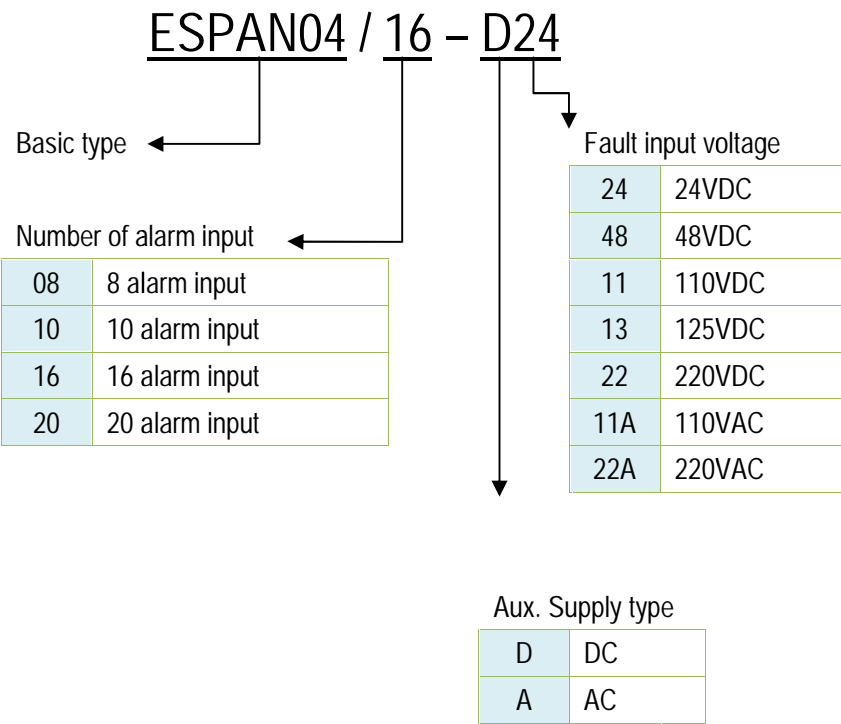 ESPAN04 / 16 – D24
Basic type
Number of alarm input
08 8 alarm input
10 10 alarm input
16 16 alarm input
20 20 alarm input
Fault input voltage
24 24VDC
48 48VDC
11 110VDC
13 125VDC
22 220VDC
11A 110VAC
22A 220VAC
Aux. Supply type
D DC
A AC